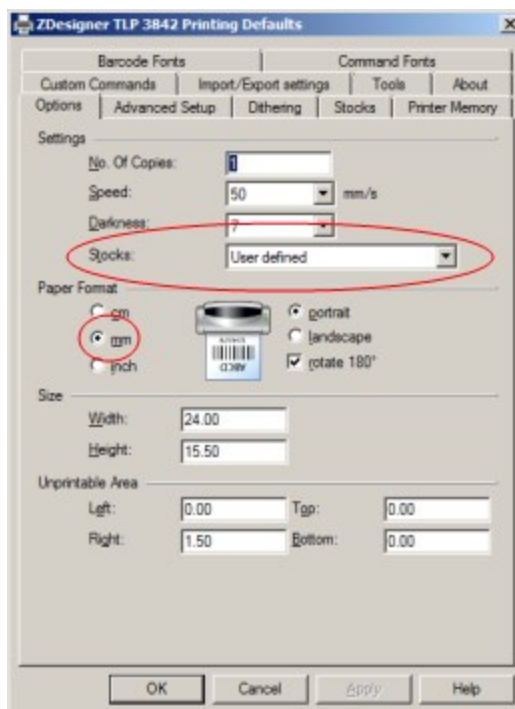 ZDesigner TLP 3842 Printing Defaults
Barcode Fonts Command Fonts
Custom Commands Import/Export settings Tools About
Options Advanced Setup Dithering Stocks Printer Memory
Settings
No. Of Copies: 1
Speed: 50 mm/s
Darkness: 7
Stocks: User defined
Paper Format
cm portrait
mm landscape
inch rotate 180°
ABCD
Size
Width: 24.00
Height: 15.50
Unprintable Area
Left: 0.00 Top: 0.00
Right: 1.50 Bottom: 0.00
OK Cancel Apply Help